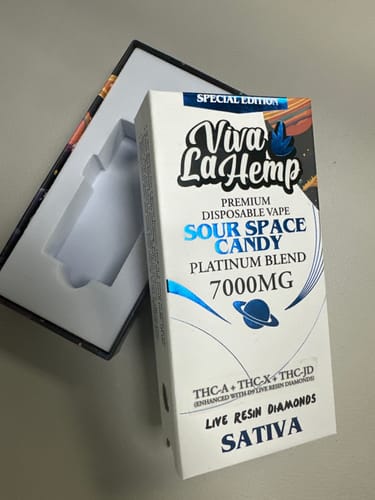 SPECIAL EDITION
Viva
La Hemp
PREMIUM
DISPOSABLE VAPE
SOUR SPACE
CANDY
PLATINUM BLEND
7000MG
THC-A + THC-X + THC-JD
(ENHANCED WITH D9 LIVE RESIN DIAMONDS)
LIVE RESIN DIAMONDS
SATIVA